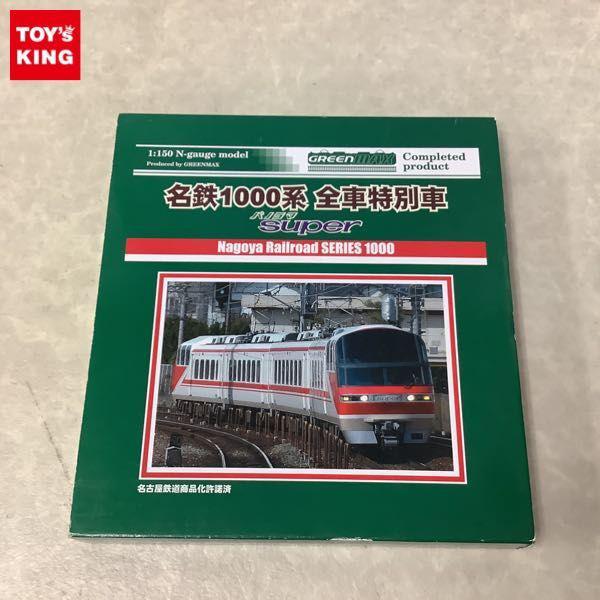 TOY's
KING
1:150 N-gauge model
Produced by GREENMAX
GREENMAX
Completed
product
名鉄1000系 全車特別車
パノラマ
super
Nagoya Railroad SERIES 1000
super
名古屋鉄道商品化許諾済